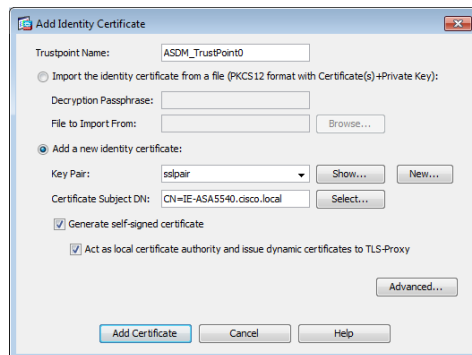 Add Identity Certificate
Trustpoint Name: ASDM_TrustPoint0
Import the identity certificate from a file (PKCS12 format with Certificate(s)+Private Key):
Decryption Passphrase:
File to Import From: Browse...
Add a new identity certificate:
Key Pair: sslpair Show... New...
Certificate Subject DN: CN=IE-ASA5540.cisco.local Select...
Generate self-signed certificate
Act as local certificate authority and issue dynamic certificates to TLS-Proxy
Advanced...
Add Certificate Cancel Help